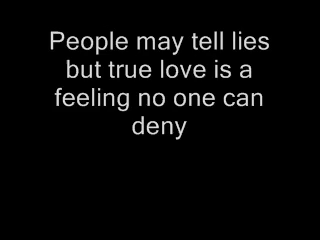 People may tell lies
but true love is a
feeling no one can
deny